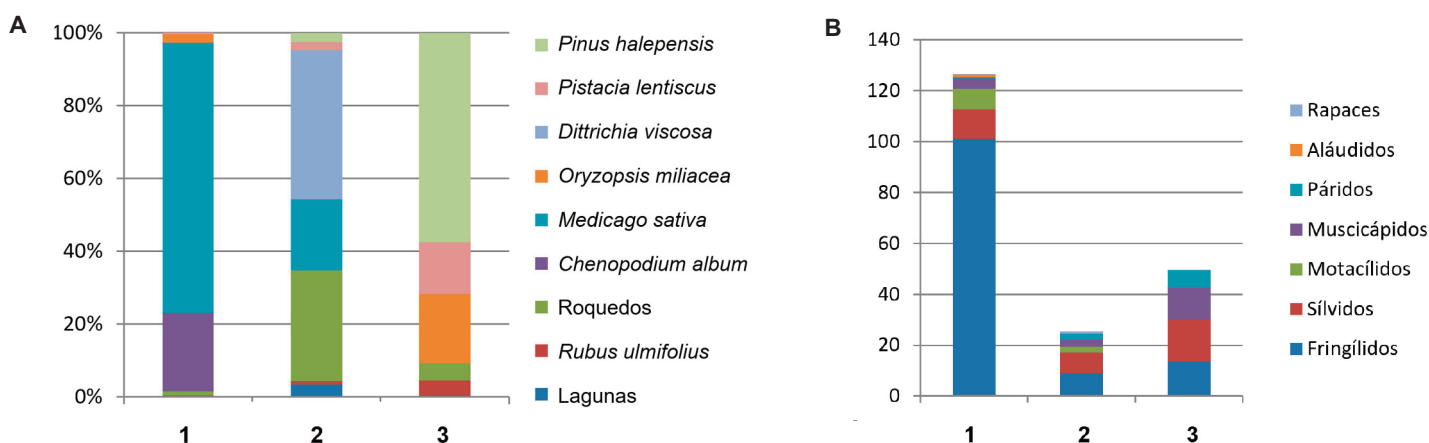 A
100%
80%
60%
40%
20%
0%
1
2
3
Pinus halepensis
Pistacia lentiscus
Dittrichia viscosa
Oryzopsis miliacea
Medicago sativa
Chenopodium album
Roquedos
Rubus ulmifolius
Lagunas
B
140
120
100
80
60
40
20
0
1
2
3
Rapaces
Aláudidos
Páridos
Muscicápidos
Motacílidos
Sílvidos
Fringílidos